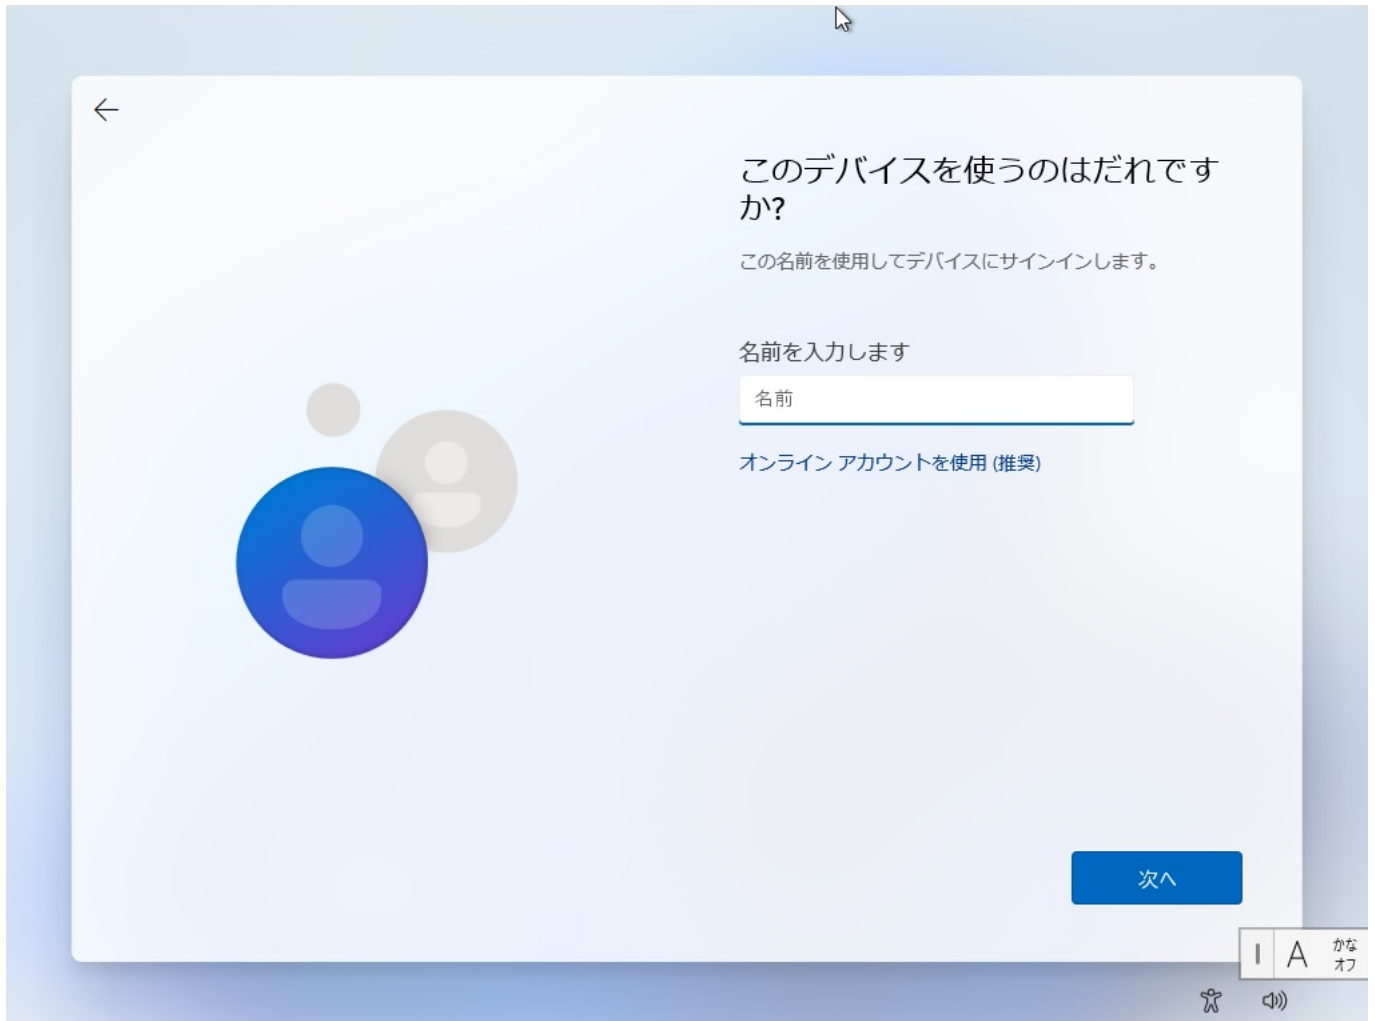 このデバイスを使うのはだれです
か?
この名前を使用してデバイスにサインインします。
名前を入力します
名前
オンライン アカウントを使用 (推奨)
次へ
A
かな
オフ